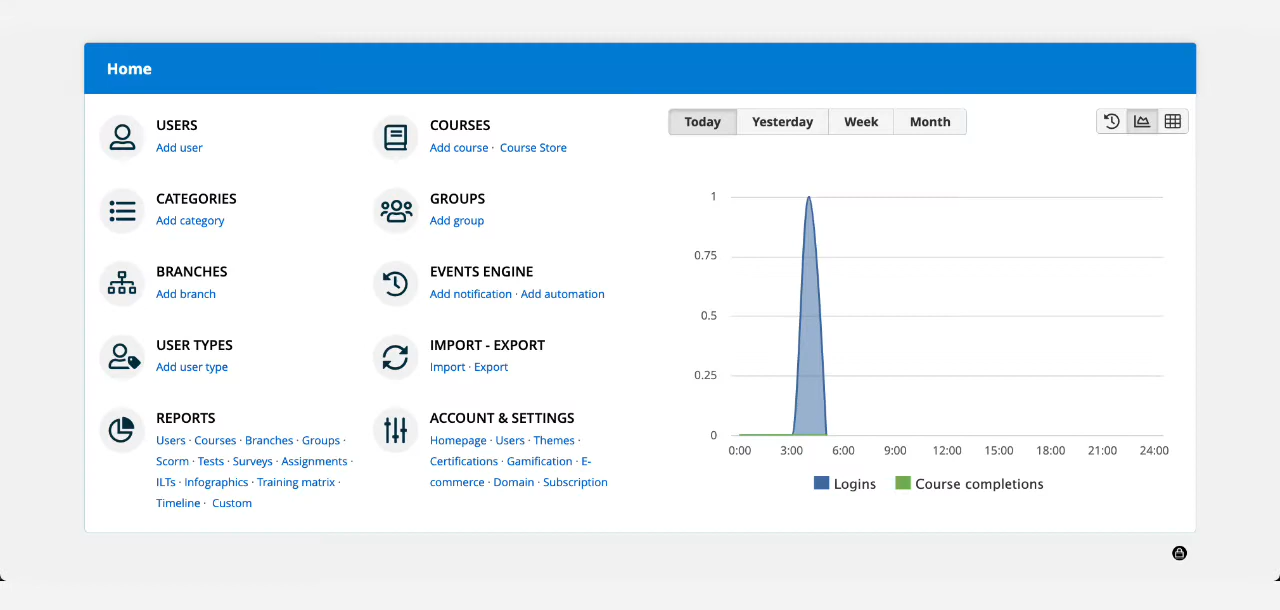 Home
USERS
Add user
COURSES
Add course · Course Store
CATEGORIES
Add category
GROUPS
Add group
BRANCHES
Add branch
EVENTS ENGINE
Add notification · Add automation
USER TYPES
Add user type
IMPORT - EXPORT
Import · Export
REPORTS
Users · Courses · Branches · Groups ·
Scorm · Tests · Surveys · Assignments ·
ILTs · Infographics · Training matrix ·
Timeline · Custom
ACCOUNT & SETTINGS
Homepage · Users · Themes ·
Certifications · Gamification · E-
commerce · Domain · Subscription
Today Yesterday Week Month
1
0.75
0.5
0.25
0
0:00 3:00 6:00 9:00 12:00 15:00 18:00 21:00 24:00
Logins Course completions